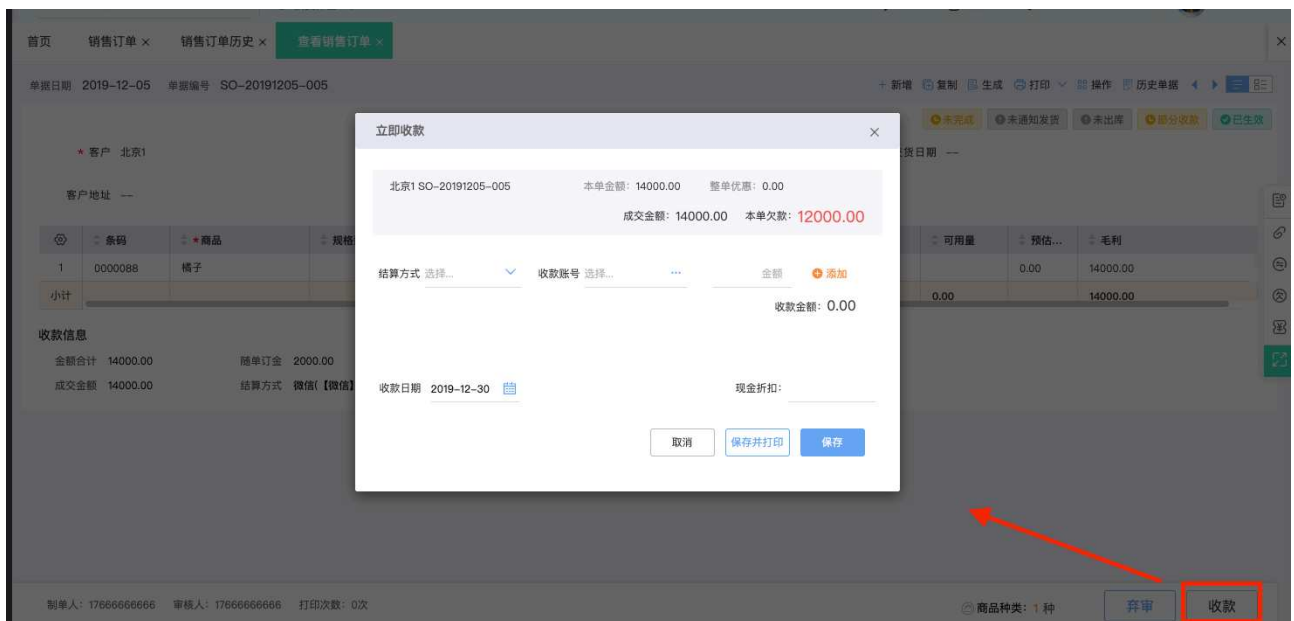 首页 销售订单 × 销售订单历史 × 查看销售订单 ×
单据日期 2019-12-05 单据编号 SO-20191205-005 + 新增 复制 生成 打印 操作 历史单据
未完成 未通知发货 未出库 部分收款 已生效
立即收款
* 客户 北京1 货日期 --
北京1 SO-20191205-005 本单金额: 14000.00 整单优惠: 0.00
客户地址 --
成交金额: 14000.00 本单欠款: 12000.00
条码 *商品 规格 可用量 预估... 毛利
1 0000088 橘子 0.00 14000.00
结算方式 选择... 收款账号 选择... ... 金额 添加
小计 0.00 14000.00
收款金额: 0.00
收款信息
金额合计 14000.00 随单订金 2000.00
成交金额 14000.00 结算方式 微信(【微信】
收款日期 2019-12-30 现金折扣:
取消 保存并打印 保存
制单人: 17666666666 审核人: 17666666666 打印次数: 0次 商品种类: 1 种 弃审 收款